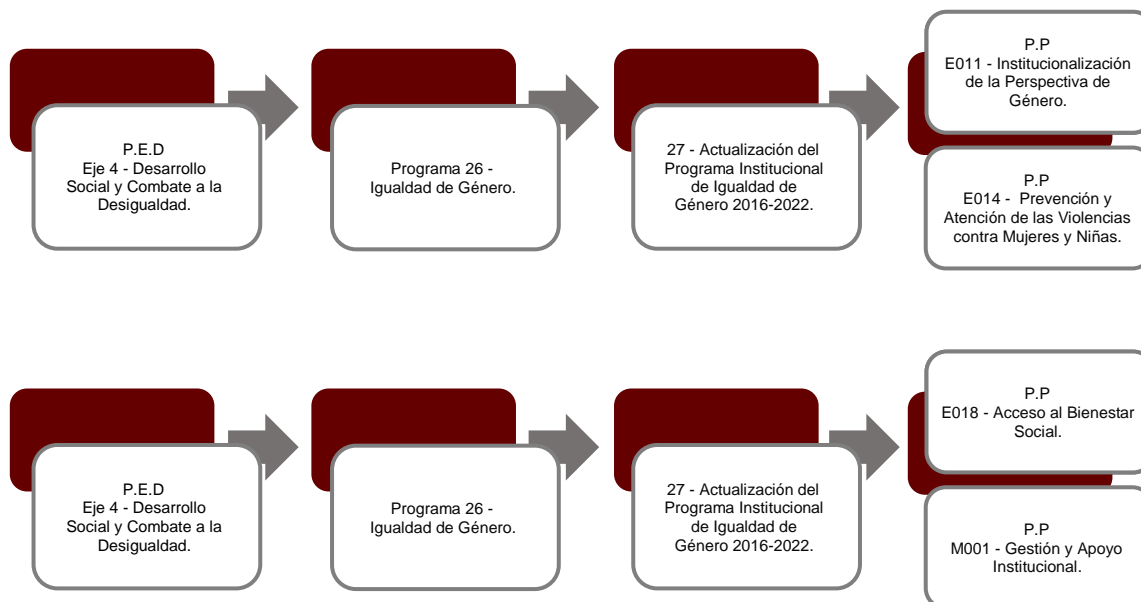 P.E.D
Eje 4 - Desarrollo
Social y Combate a la
Desigualdad.
Programa 26 -
Igualdad de Género.
27 - Actualización del
Programa Institucional
de Igualdad de
Género 2016-2022.
P.P
E011 - Institucionalización
de la Perspectiva de
Género.
P.P
E014 - Prevención y
Atención de las Violencias
contra Mujeres y Niñas.
P.E.D
Eje 4 - Desarrollo
Social y Combate a la
Desigualdad.
Programa 26 -
Igualdad de Género.
27 - Actualización del
Programa Institucional
de Igualdad de
Género 2016-2022.
P.P
E018 - Acceso al Bienestar
Social.
P.P
M001 - Gestión y Apoyo
Institucional.